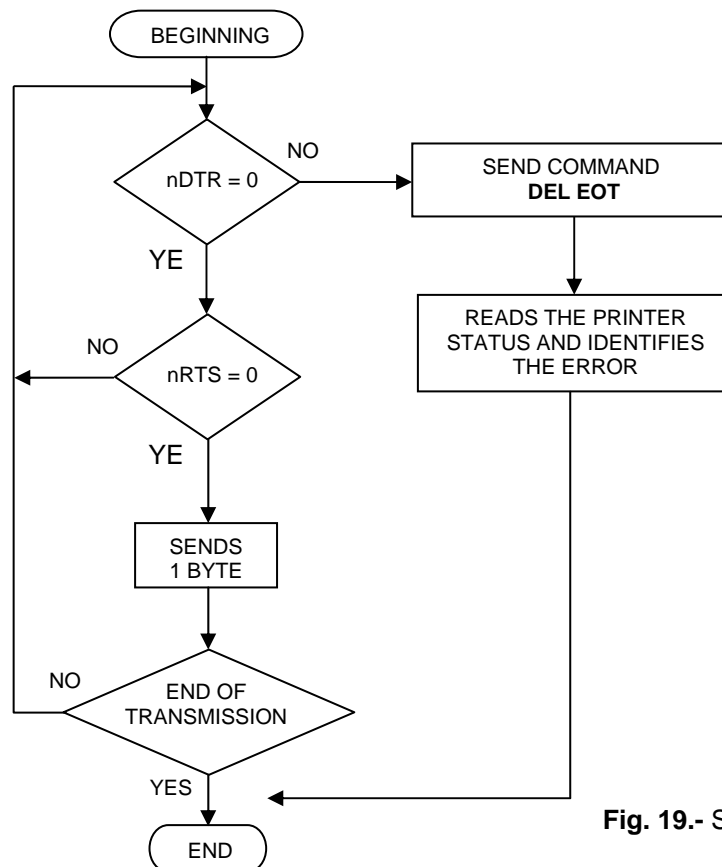 BEGINNING
nDTR = 0
NO
SEND COMMAND
DEL EOT
YE
READS THE PRINTER
STATUS AND IDENTIFIES
THE ERROR
NO
nRTS = 0
YE
SENDS
1 BYTE
NO
END OF
TRANSMISSION
YES
END
Fig. 19.- S